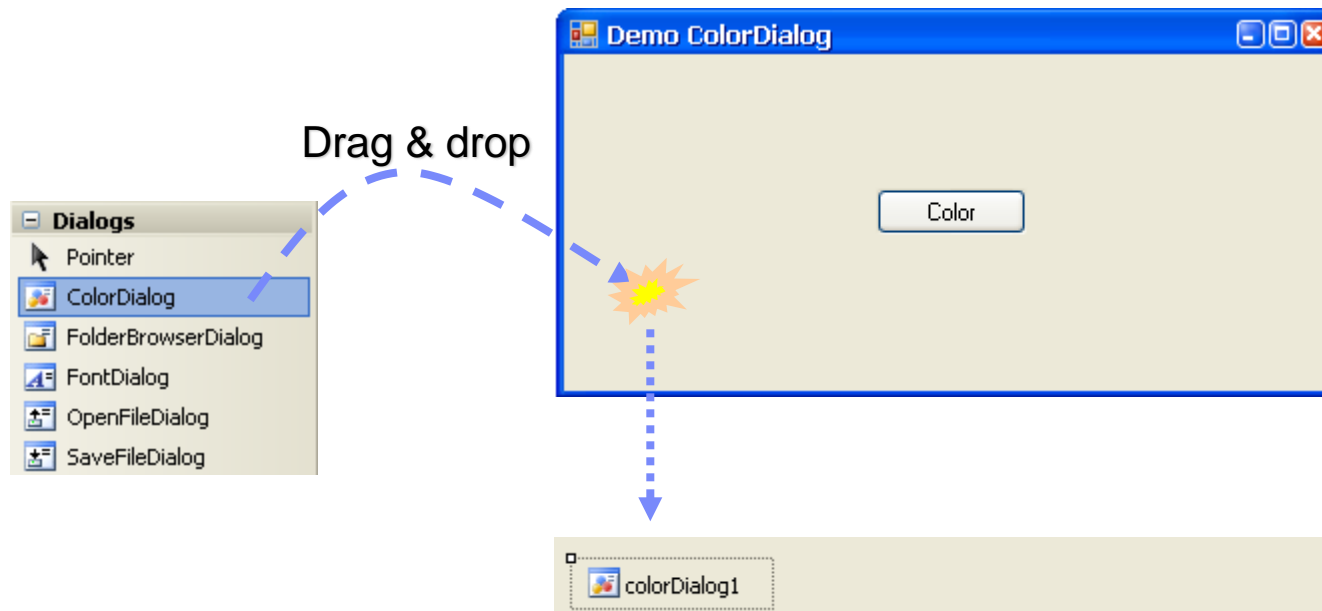 Demo ColorDialog
Drag & drop
Color
Dialogs
Pointer
ColorDialog
FolderBrowserDialog
FontDialog
OpenFileDialog
SaveFileDialog
colorDialog1